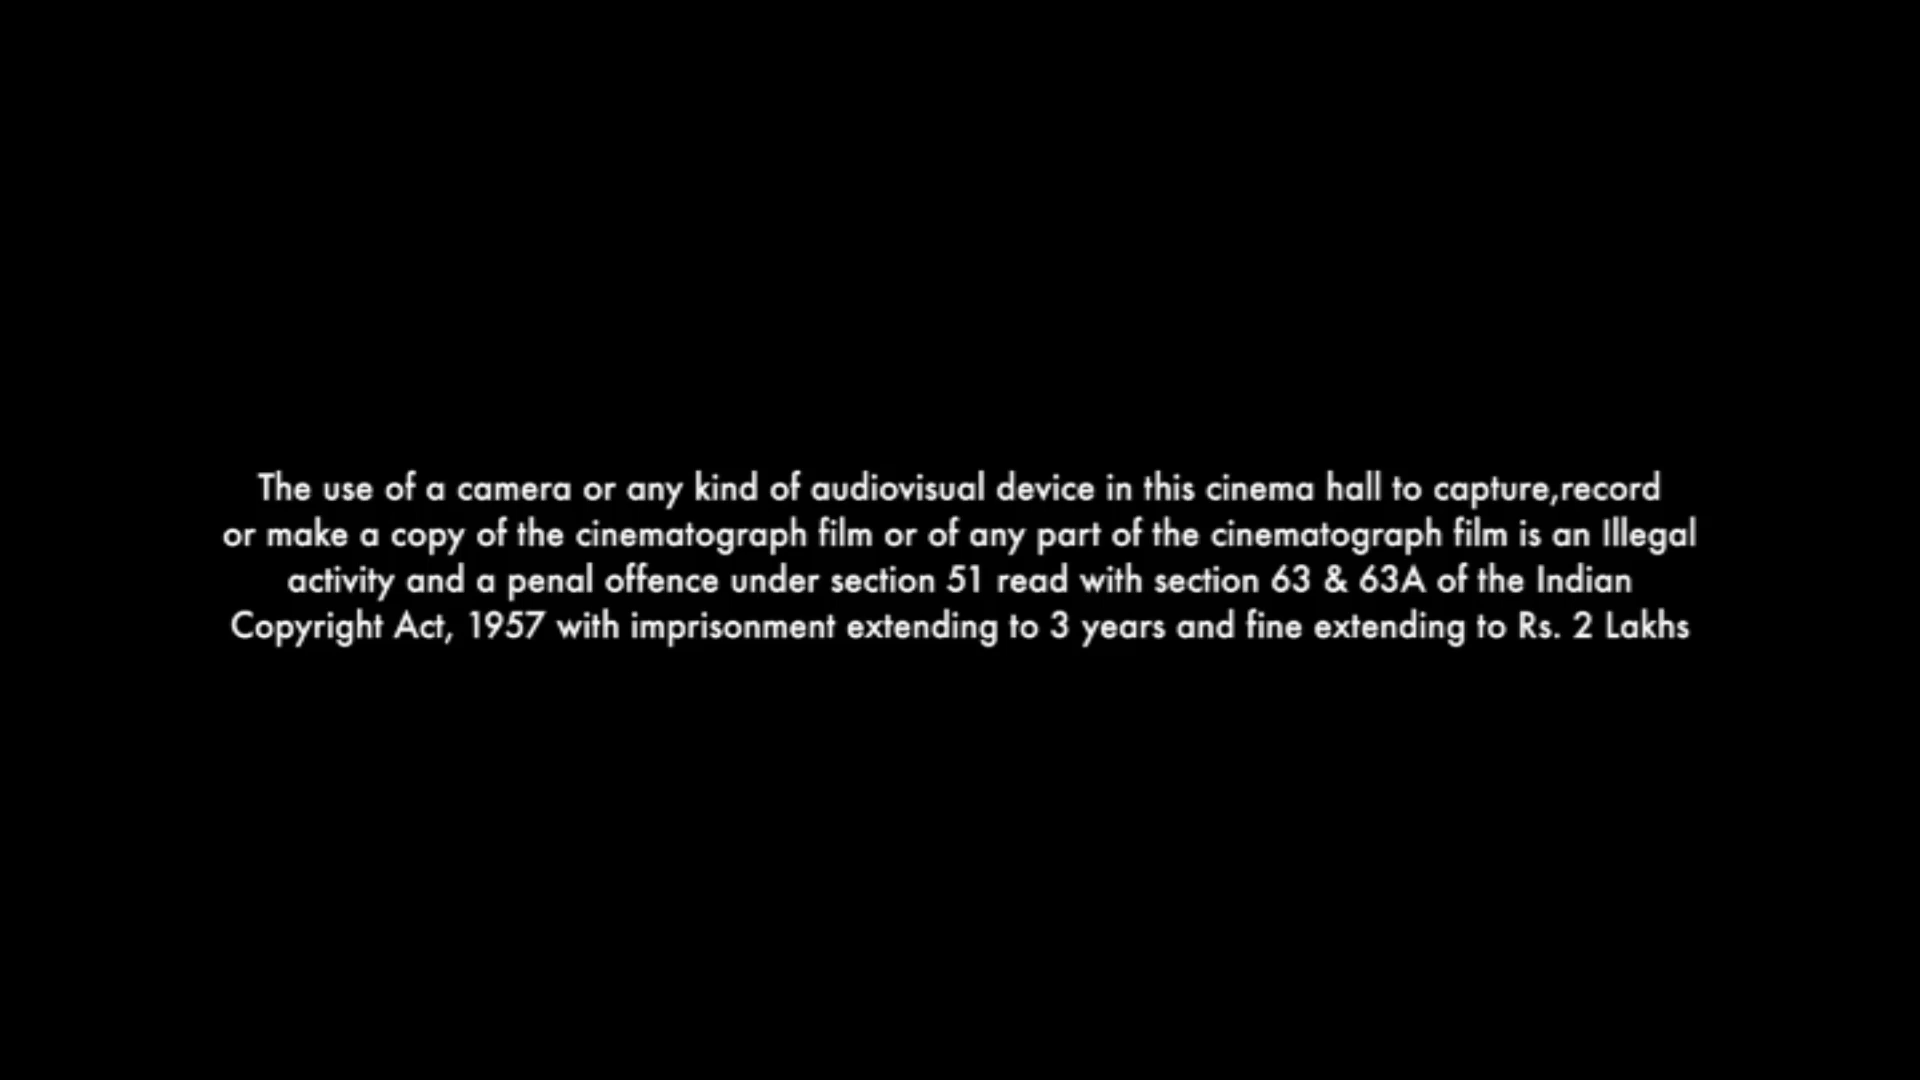 The use of a camera or any kind of audiovisual device in this cinema hall to capture,record
or make a copy of the cinematograph film or of any part of the cinematograph film is an Illegal
activity and a penal offence under section 51 read with section 63 & 63A of the Indian
Copyright Act, 1957 with imprisonment extending to 3 years and fine extending to Rs. 2 Lakhs